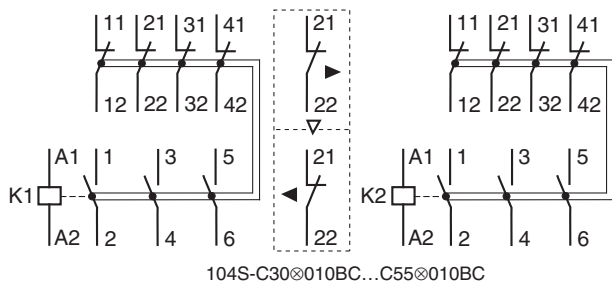 11 21 31 41 21 11 21 31 41
12 22 32 42 22 12 22 32 42
A1 1 3 5 21 A1 1 3 5
K1 K2
A2 2 4 6 22 A2 2 4 6
104S-C30⊗010BC...C55⊗010BC